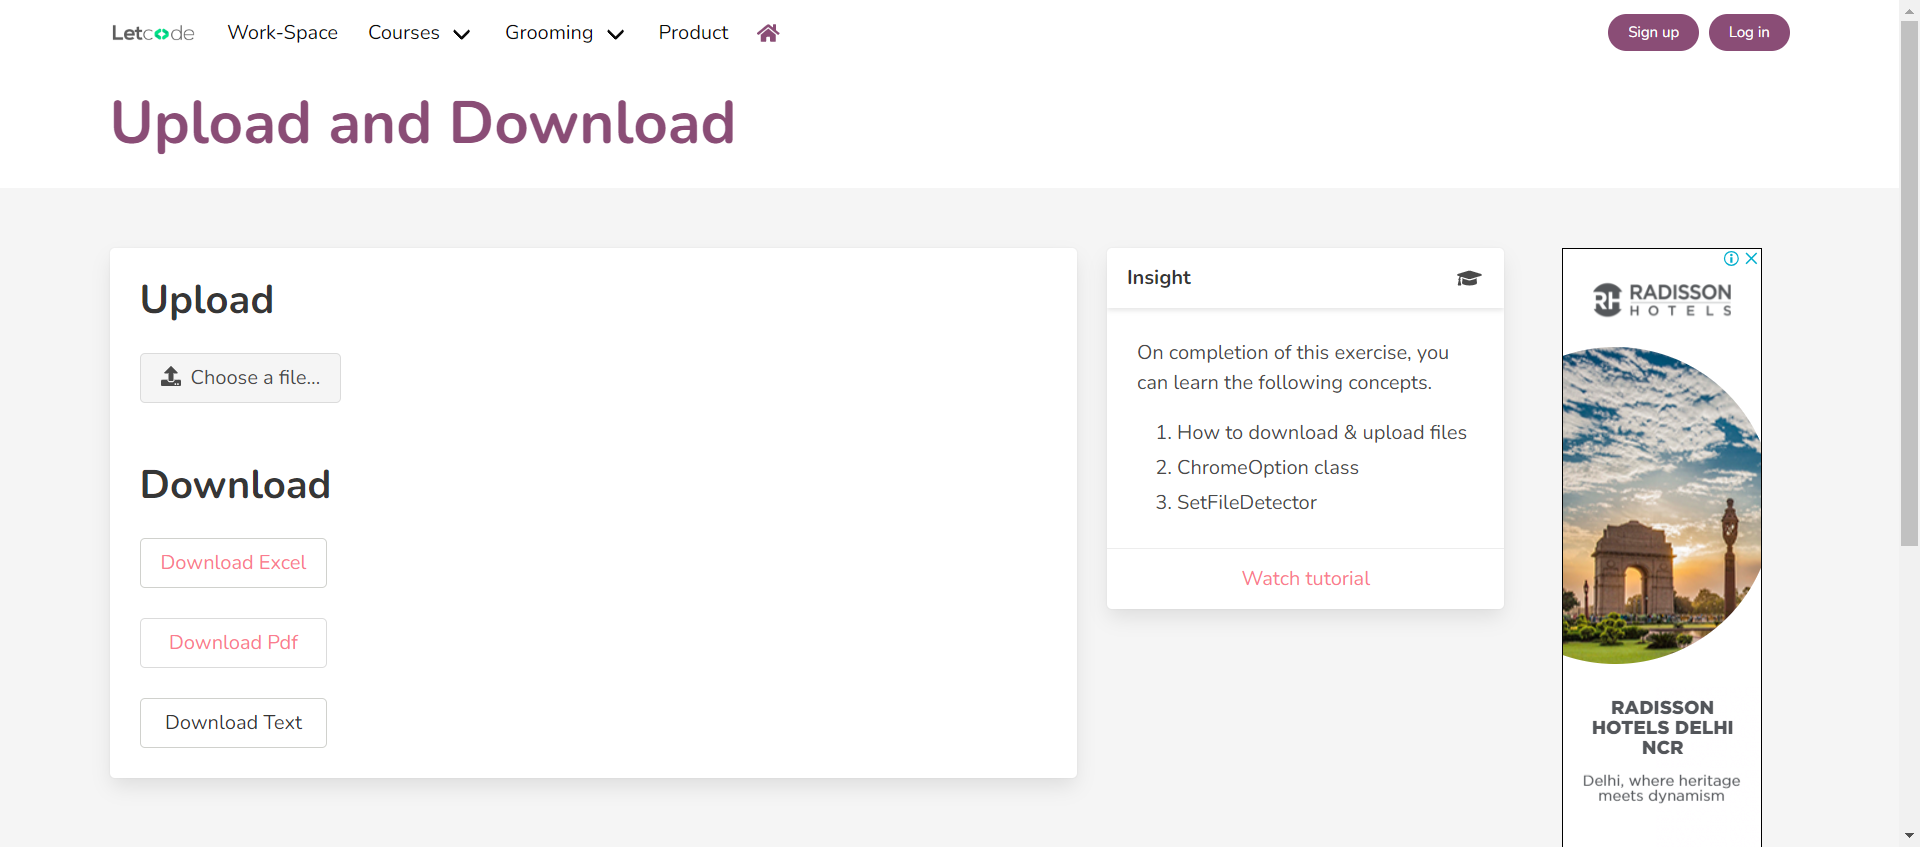 Letcode Work-Space Courses Grooming Product Sign up Log in
Upload and Download
Upload
Choose a file...
Download
Download Excel
Download Pdf
Download Text
Insight
On completion of this exercise, you
can learn the following concepts.
1. How to download & upload files
2. ChromeOption class
3. SetFileDetector
Watch tutorial
RH RADISSON
HOTELS
RADISSON
HOTELS DELHI
NCR
Delhi, where heritage
meets dynamism